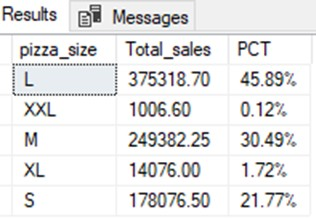 Results Messages
pizza_size Total_sales PCT
L 375318.70 45.89%
XXL 1006.60 0.12%
M 249382.25 30.49%
XL 14076.00 1.72%
S 178076.50 21.77%